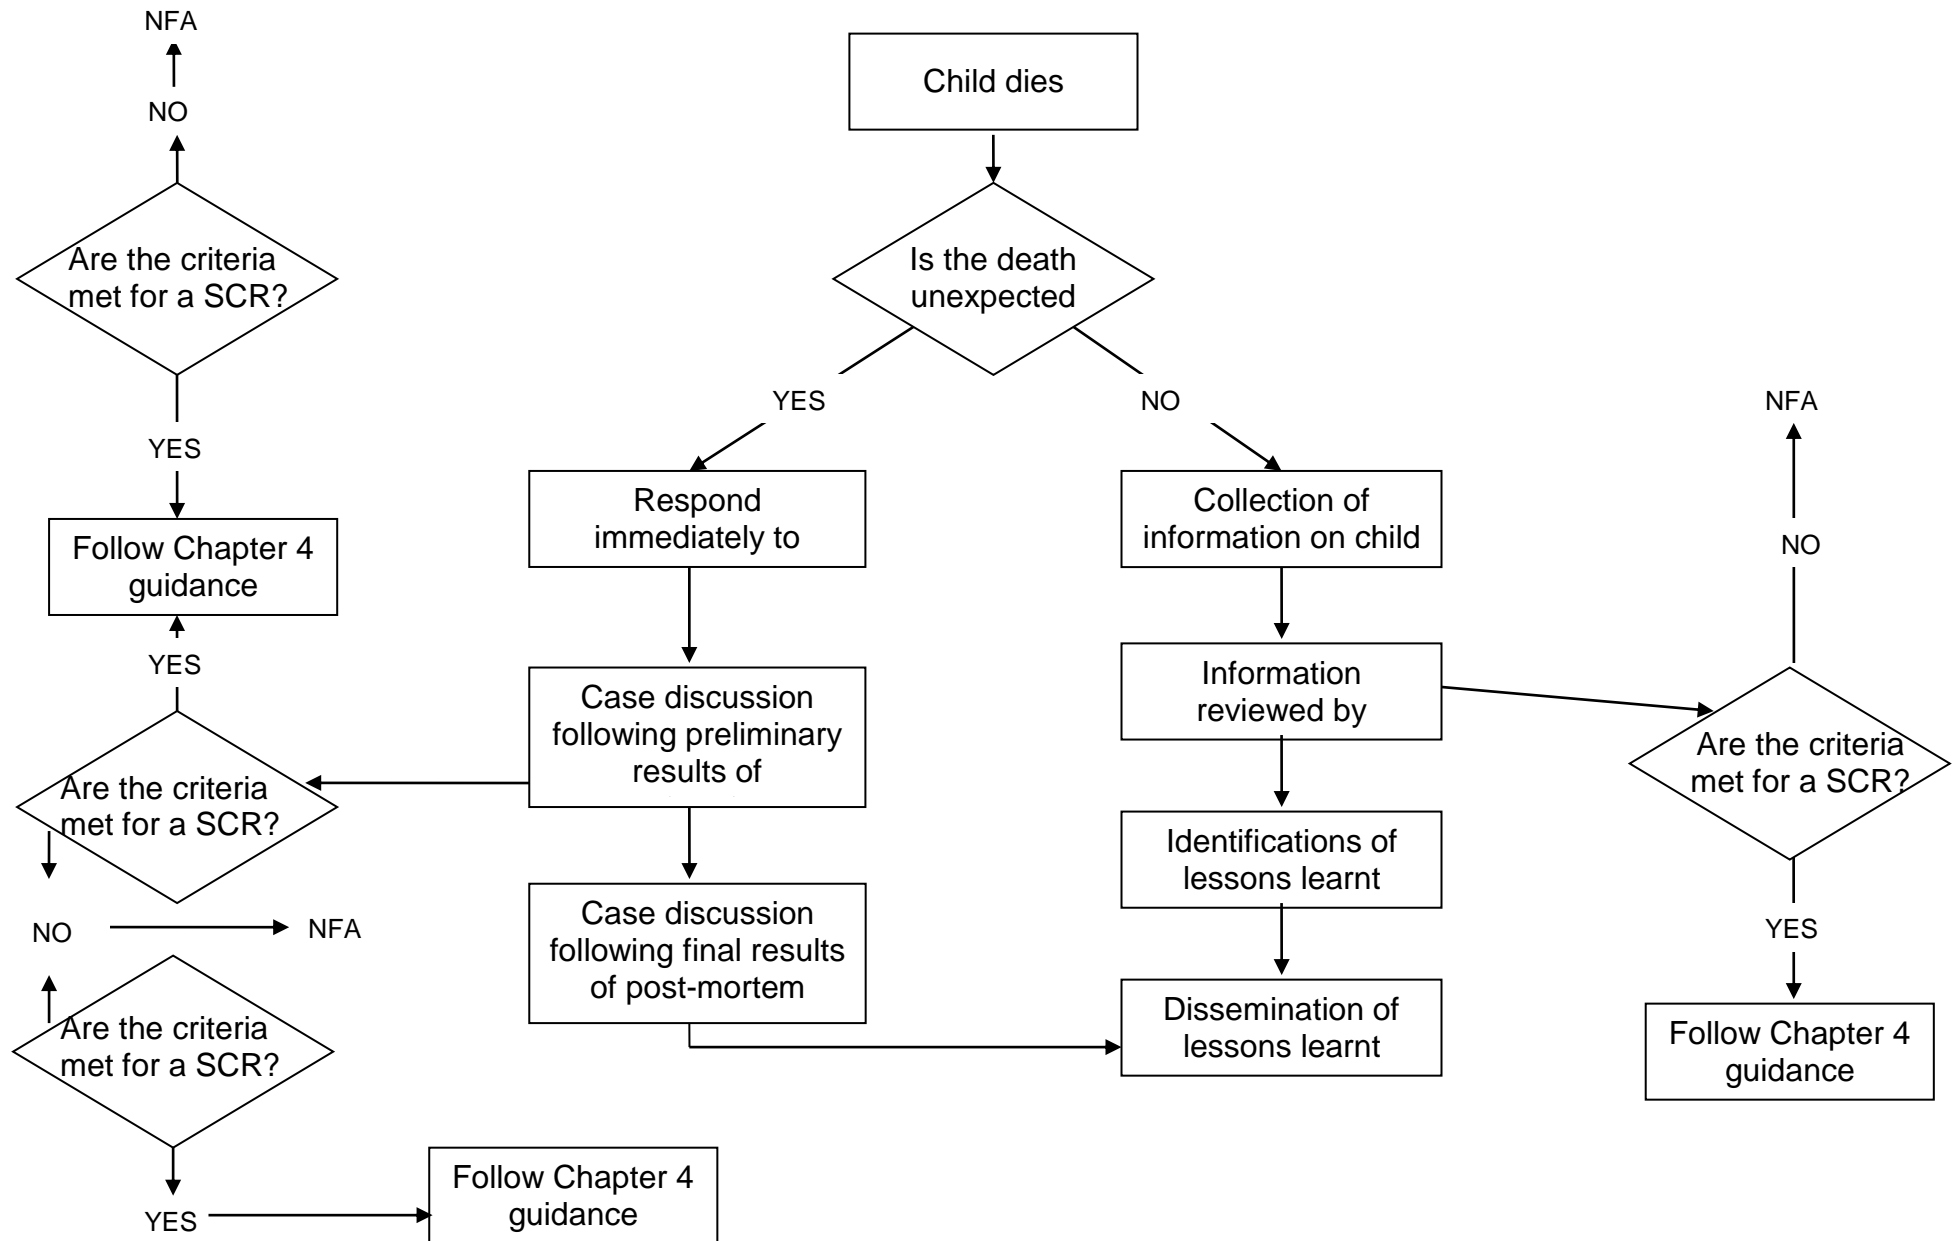 NFA
NO
Are the criteria
met for a SCR?
YES
Follow Chapter 4
guidance
YES
Are the criteria
met for a SCR?
NO
NFA
Are the criteria
met for a SCR?
YES
Follow Chapter 4
guidance
Child dies
Is the death
unexpected
YES
NO
Respond
immediately to
Case discussion
following preliminary
results of
Case discussion
following final results
of post-mortem
Collection of
information on child
Information
reviewed by
Identifications of
lessons learnt
Dissemination of
lessons learnt
NFA
NO
Are the criteria
met for a SCR?
YES
Follow Chapter 4
guidance